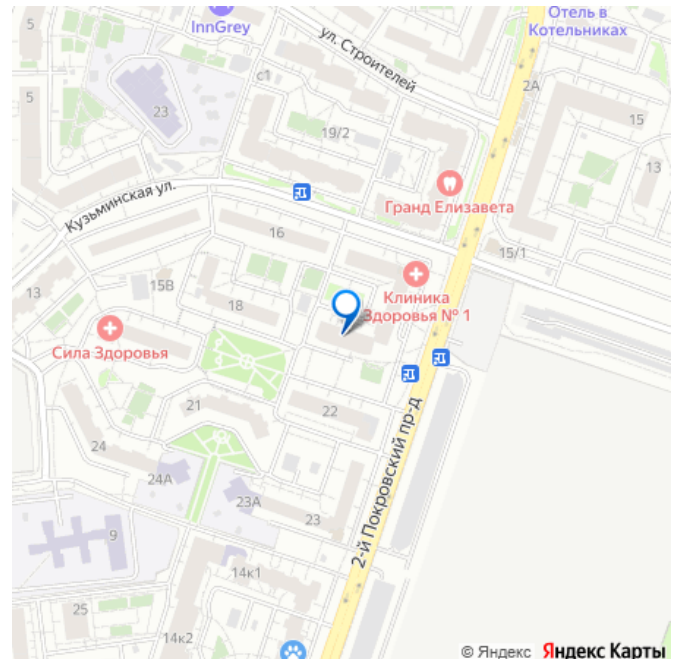 5
InnGrey
Отель в
Котельниках
ул. Строителей
с1
2А
5
23
19/2
15
13
Гранд Елизавета
Кузьминская ул.
16
15/1
15В
13
18
Клиника
Здоровья № 1
Сила Здоровья
21
22
24
24А
23А
23
2-й Покровский пр-д
9
14к1
25
14к2
© Яндекс Яндекс Карты